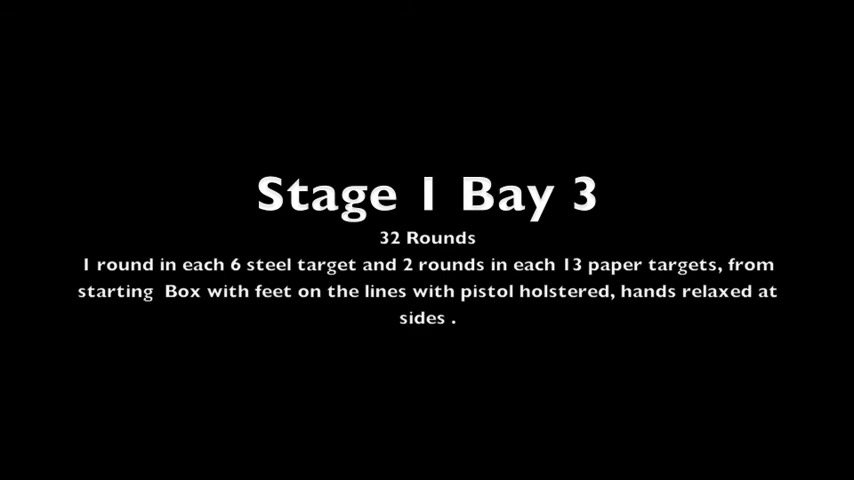 Stage 1 Bay 3
32 Rounds
1 round in each 6 steel target and 2 rounds in each 13 paper targets, from
starting  Box with feet on the lines with pistol holstered, hands relaxed at
sides .